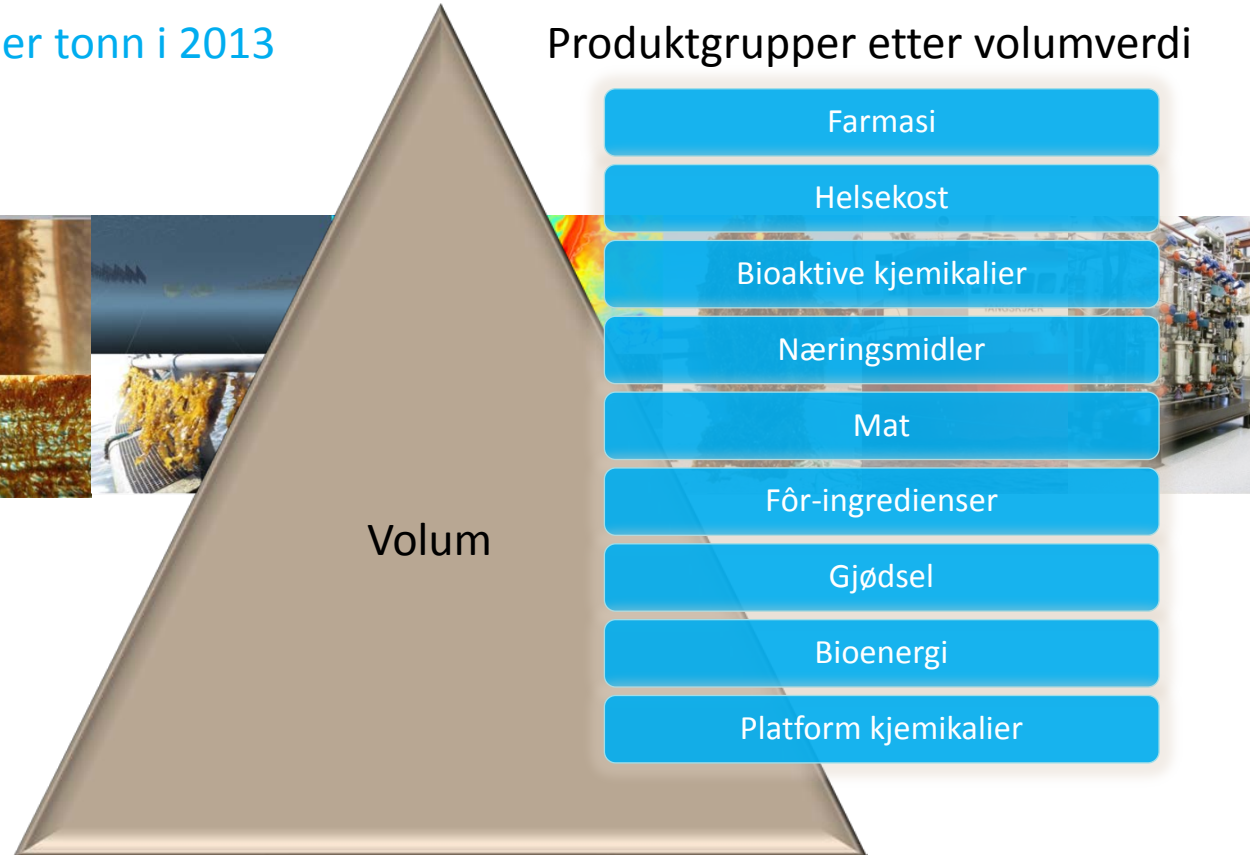 er tonn i 2013
Produktgrupper etter volumverdi
Farmasi
Helsekost
Bioaktive kjemikalier
Næringsmidler
Mat
Fôr-ingredienser
Volum
Gjødsel
Bioenergi
Platform kjemikalier